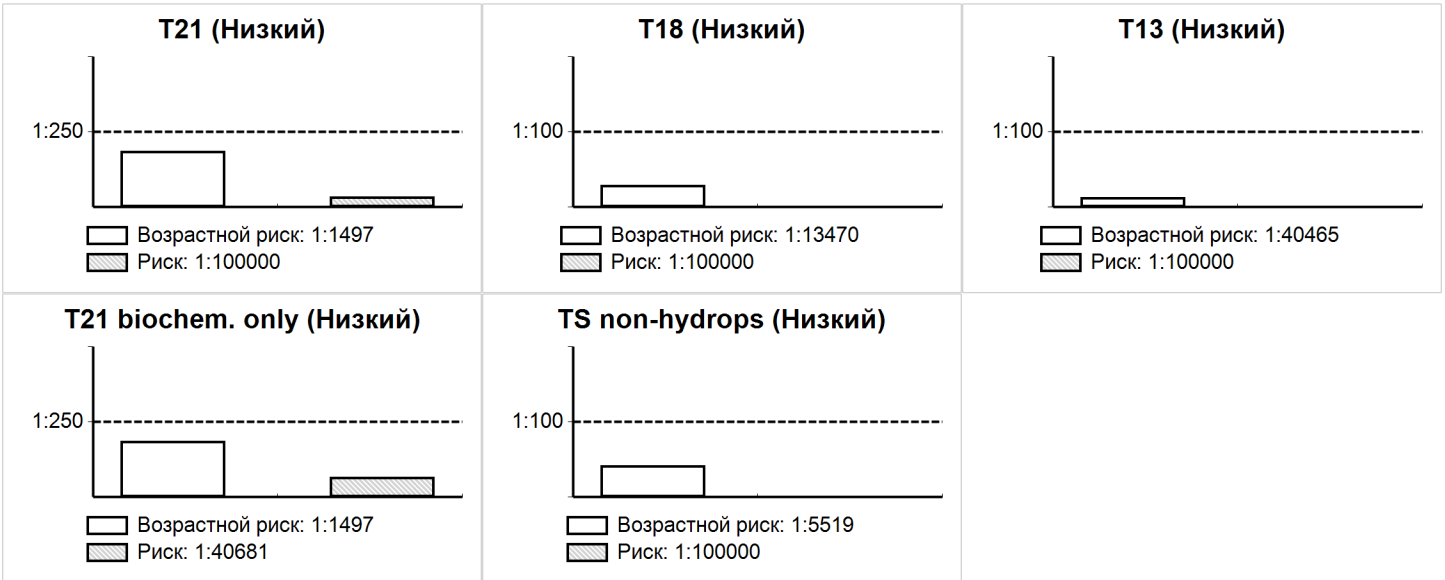 T21 (Низкий)
1:250
Возрастной риск: 1:1497
Риск: 1:100000
T18 (Низкий)
1:100
Возрастной риск: 1:13470
Риск: 1:100000
T13 (Низкий)
1:100
Возрастной риск: 1:40465
Риск: 1:100000
T21 biochem. only (Низкий)
1:250
Возрастной риск: 1:1497
Риск: 1:40681
TS non-hydrops (Низкий)
1:100
Возрастной риск: 1:5519
Риск: 1:100000